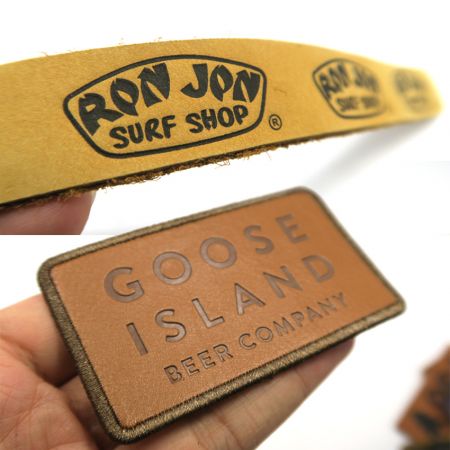 RON JON
SURF SHOP
®
RON JON
SURF SHOP
GOOSE
ISLAND
BEER COMPANY